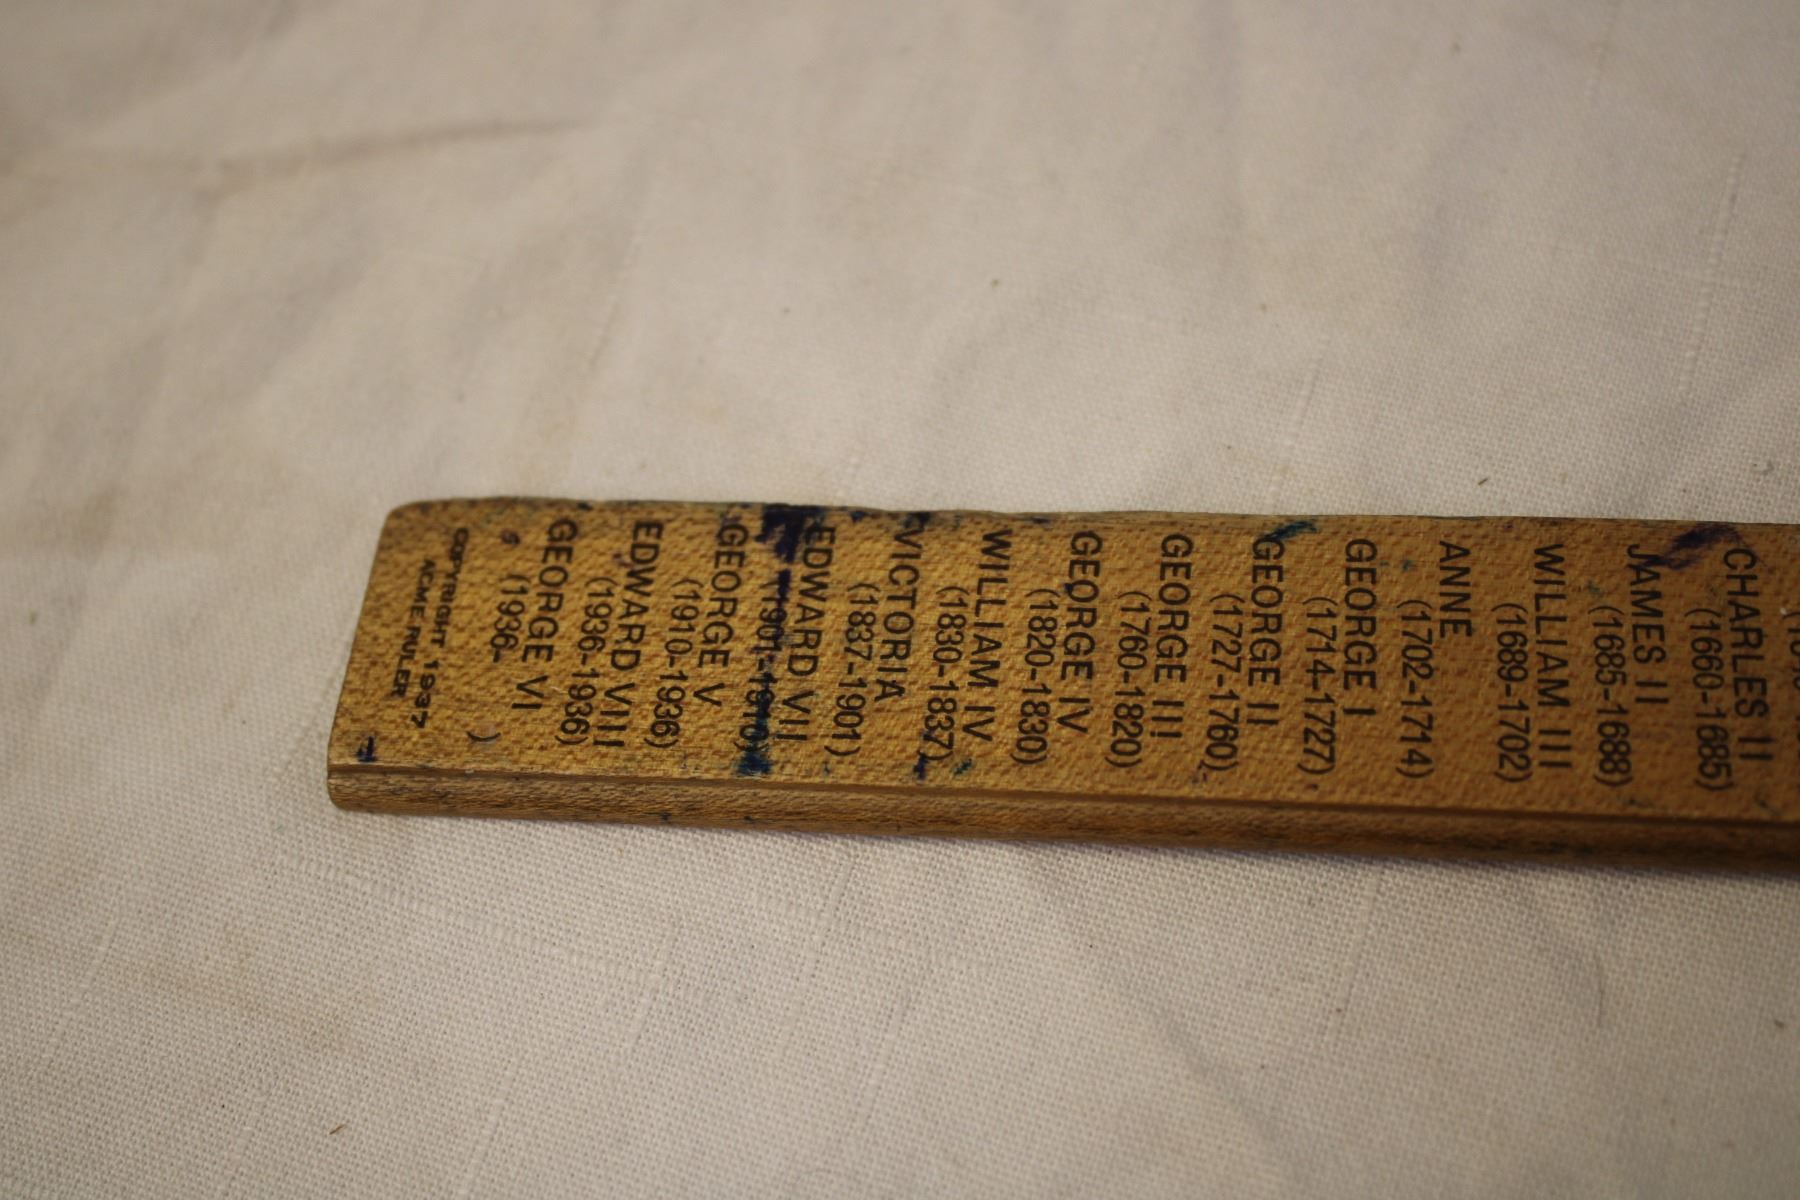 CHARLES II
(1660-1685)
JAMES II
(1685-1688)
WILLIAM III
(1689-1702)
ANNE
(1702-1714)
GEORGE I
(1714-1727)
GEORGE II
(1727-1760)
GEORGE III
(1760-1820)
GEORGE IV
(1820-1830)
WILLIAM IV
(1830-1837)
VICTORIA
(1837-1901)
EDWARD VII
(1901-1910)
GEORGE V
(1910-1936)
EDWARD VIII
(1936-1936)
GEORGE VI
(1936-      )
COPYRIGHT 1937
ACME RULER